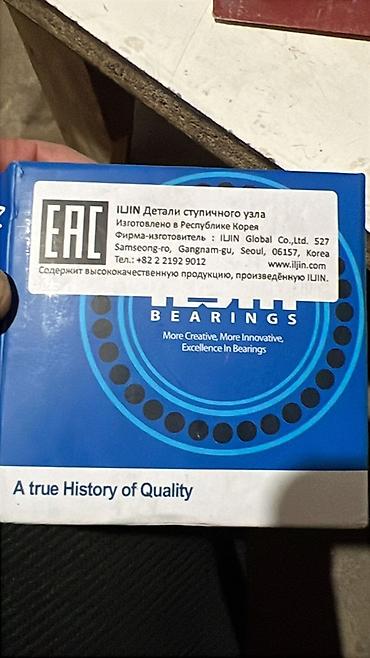 EAC
ILJIN Детали ступичного узла
Изготовлено в Республике Корея
Фирма-изготовитель : ILJIN Global Co.,Ltd. 527
Samseong-ro, Gangnam-gu, Seoul, 06157, Korea
Тел.: +82 2 2192 9012 www.iljin.com
Содержит высококачественную продукцию, произведённую ILJIN.
BEARINGS
More Creative, More Innovative,
Excellence In Bearings
A true History of Quality